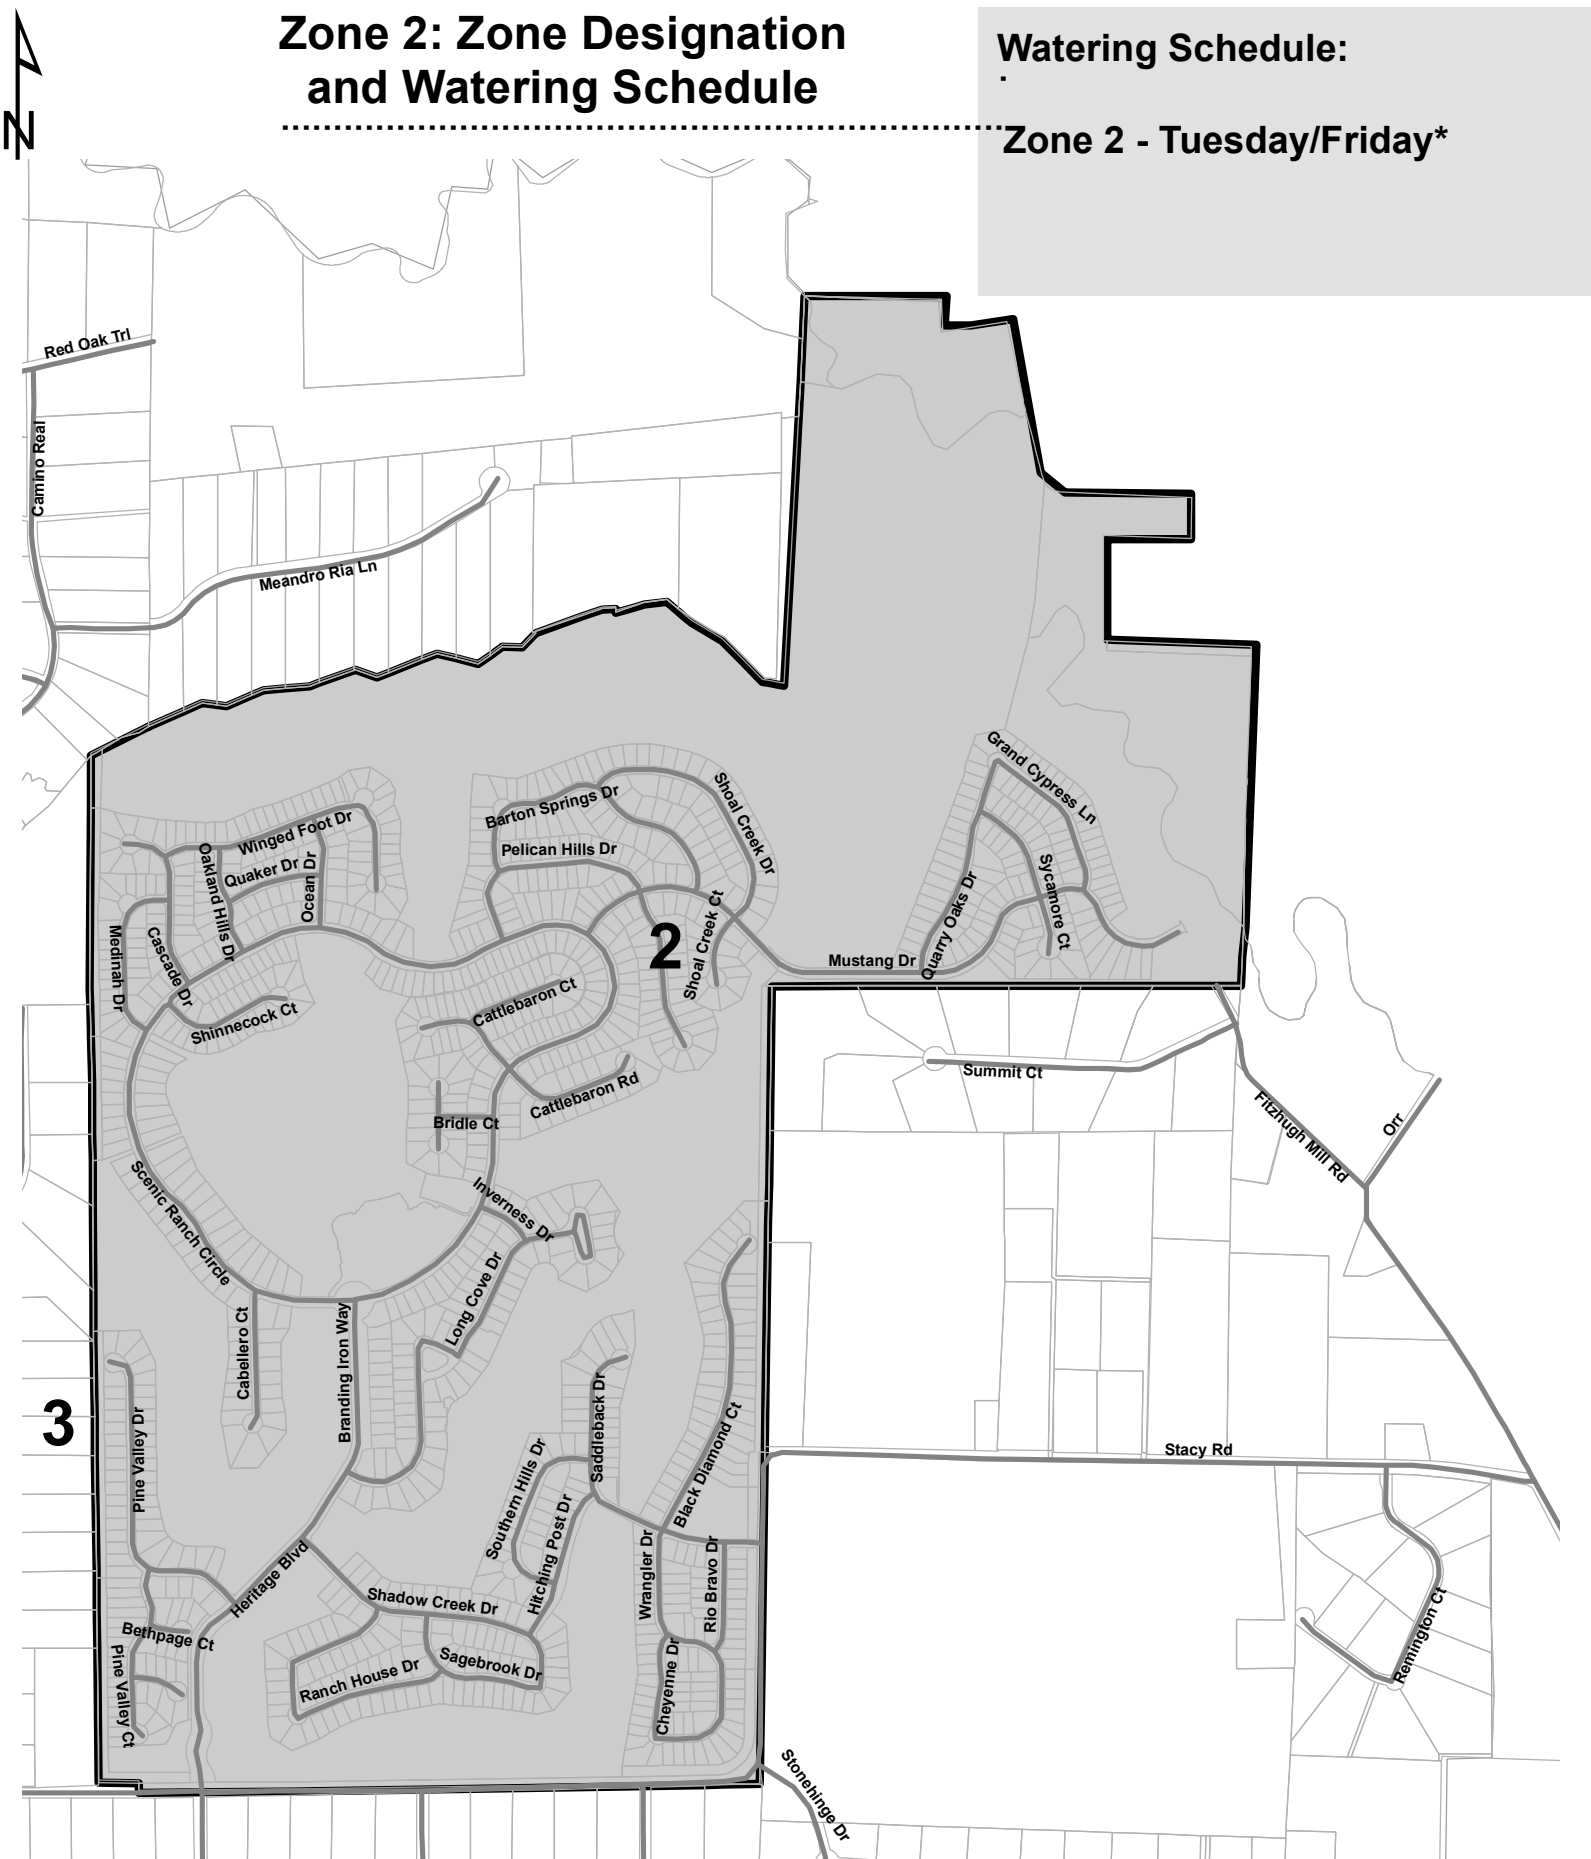 Zone 2: Zone Designation
and Watering Schedule
Watering Schedule:
Zone 2 - Tuesday/Friday*
N
Red Oak Trl
Camino Real
Meandro Ria Ln
Grand Cypress Ln
Barton Springs Dr
Shoal Creek Dr
Winged Foot Dr
Pelican Hills Dr
Oakland Hills Dr
Quaker Dr
Ocean Dr
Sycamore Ct
Quarry Oaks Dr
Medinah Dr
Cascade Dr
2
Shoal Creek Ct
Mustang Dr
Cattlebaron Ct
Shinnecock Ct
Summit Ct
Cattlebaron Rd
Bridle Ct
Fitzhugh Mill Rd
Orr
Scenic Ranch Circle
Inverness Dr
Long Cove Dr
Cabellero Ct
Branding Iron Way
3
Pine Valley Dr
Saddleback Dr
Black Diamond Ct
Stacy Rd
Southern Hills Dr
Hitching Post Dr
Wrangler Dr
Rio Bravo Dr
Heritage Blvd
Shadow Creek Dr
Remington Ct
Bethpage Ct
Pine Valley Ct
Ranch House Dr
Sagebrook Dr
Cheyenne Dr
Stonehinge Dr